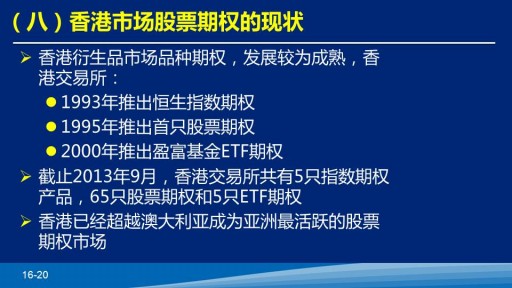 （八）香港市场股票期权的现状
香港衍生品市场品种期权，发展较为成熟，香
港交易所：
1993年推出恒生指数期权
1995年推出首只股票期权
2000年推出盈富基金ETF期权
截止2013年9月，香港交易所共有5只指数期权
产品，65只股票期权和5只ETF期权
香港已经超越澳大利亚成为亚洲最活跃的股票
期权市场
16-20